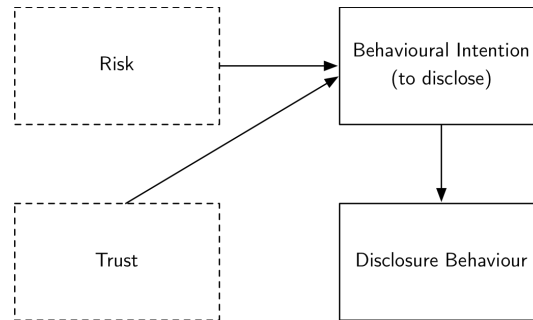 Risk
Behavioural Intention
(to disclose)
Trust
Disclosure Behaviour